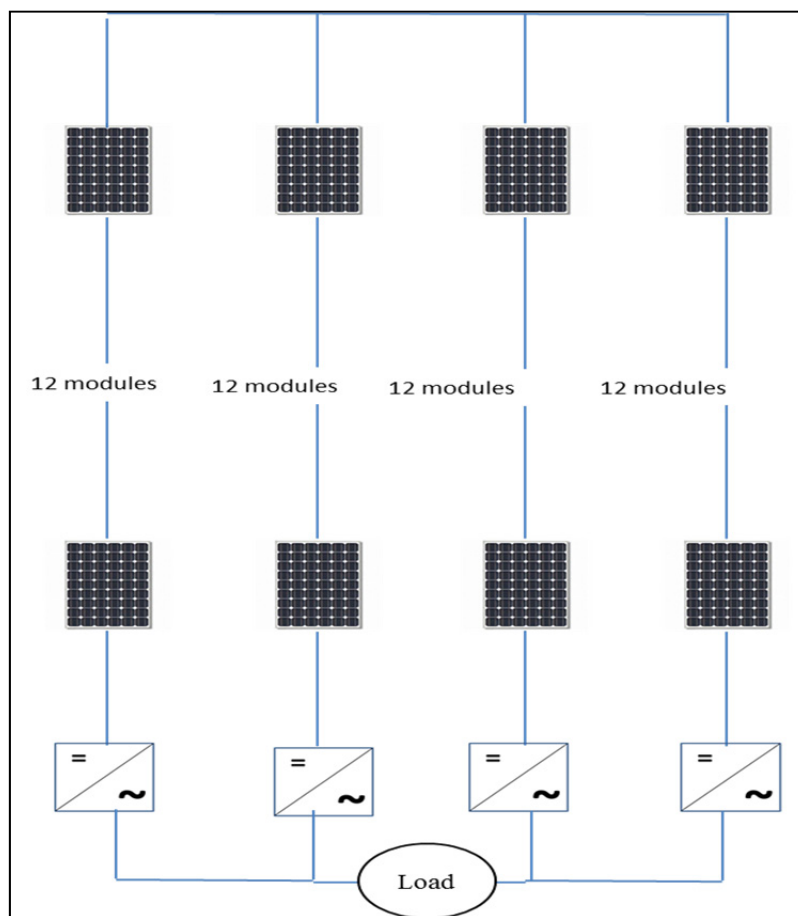 12 modules
12 modules
12 modules
12 modules
=
~
=
~
=
~
=
~
Load